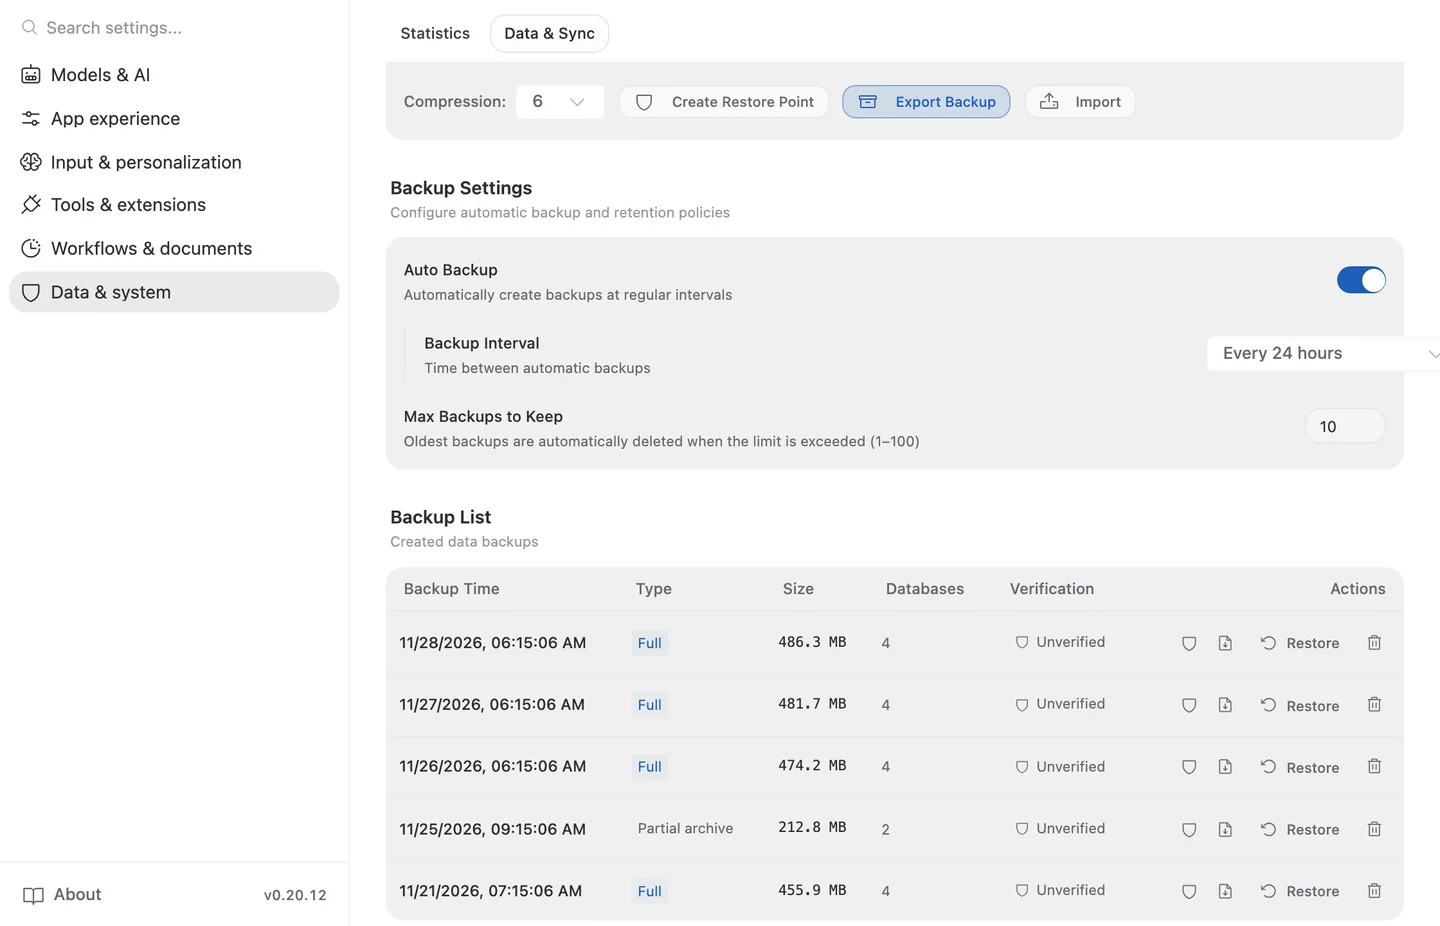 Search settings...
Models & AI
App experience
Input & personalization
Tools & extensions
Workflows & documents
Data & system
About
v0.20.12
Statistics
Data & Sync
Compression:
6
Create Restore Point
Export Backup
Import
Backup Settings
Configure automatic backup and retention policies
Auto Backup
Automatically create backups at regular intervals
Backup Interval
Time between automatic backups
Every 24 hours
Max Backups to Keep
Oldest backups are automatically deleted when the limit is exceeded (1–100)
10
Backup List
Created data backups
Backup Time Type Size Databases Verification Actions
11/28/2026, 06:15:06 AM Full 486.3 MB 4 Unverified Restore
11/27/2026, 06:15:06 AM Full 481.7 MB 4 Unverified Restore
11/26/2026, 06:15:06 AM Full 474.2 MB 4 Unverified Restore
11/25/2026, 09:15:06 AM Partial archive 212.8 MB 2 Unverified Restore
11/21/2026, 07:15:06 AM Full 455.9 MB 4 Unverified Restore